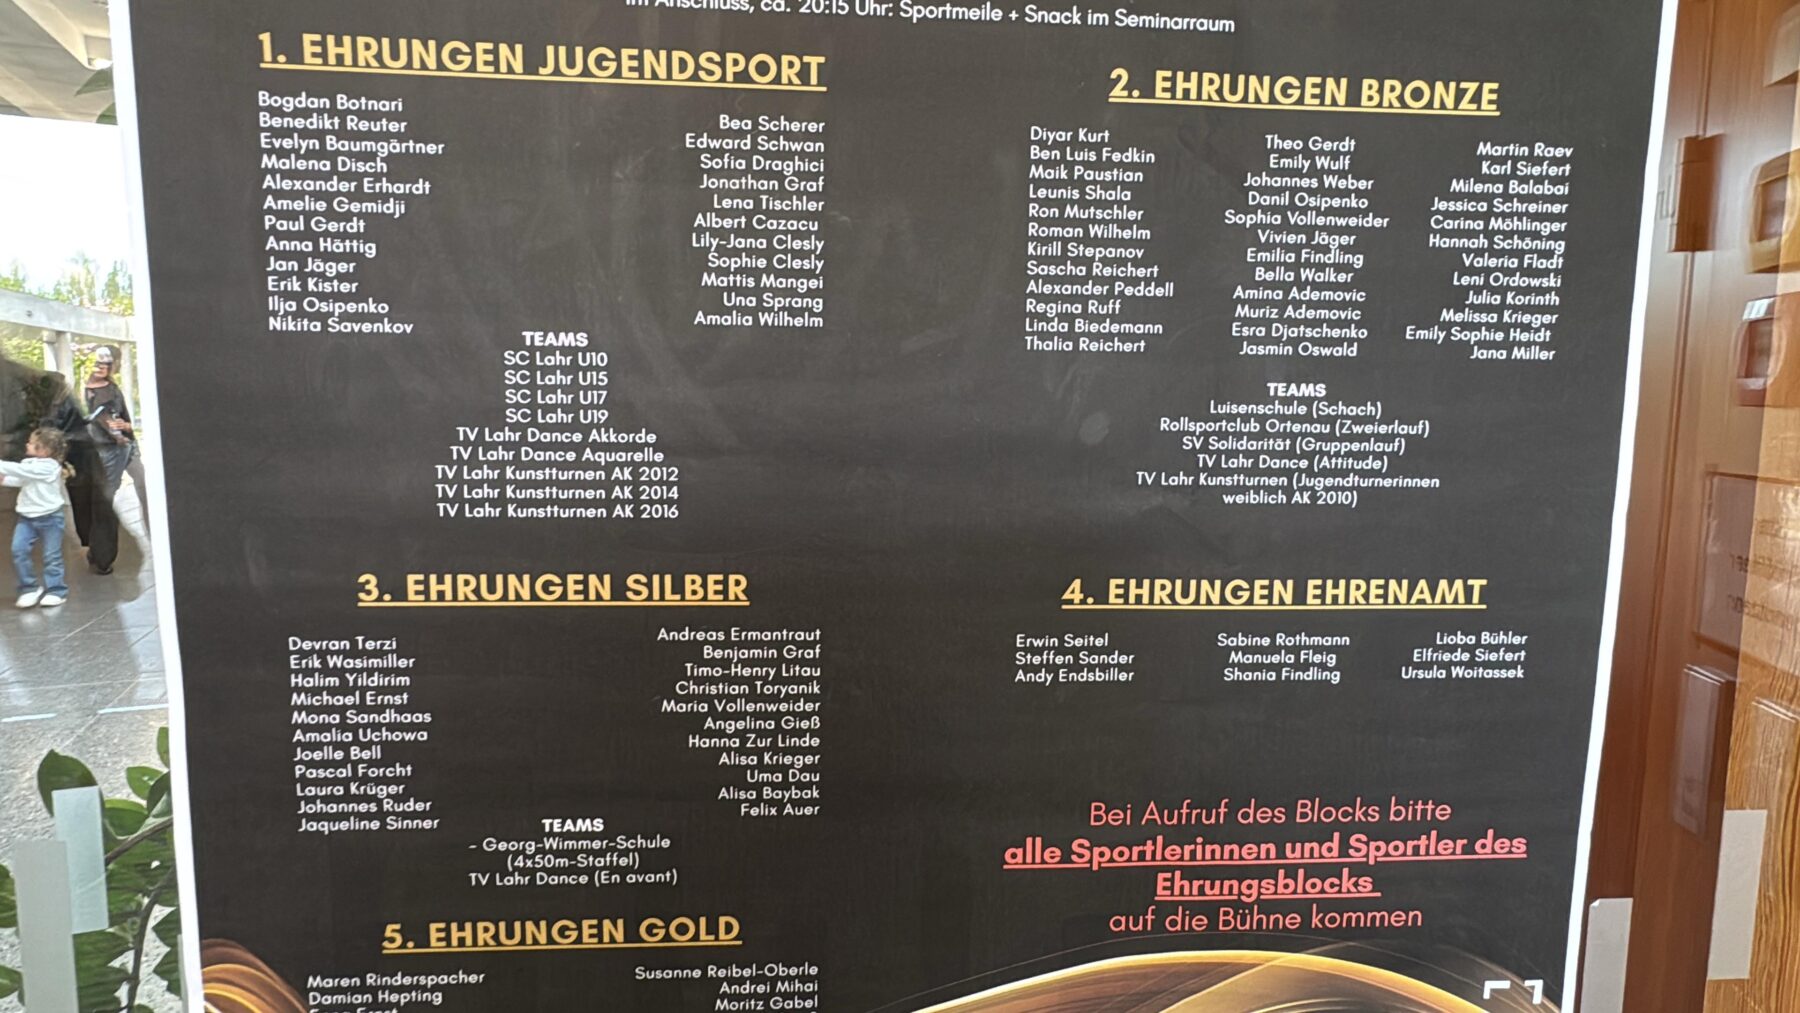 Im Anschluss, ca. 20:15 Uhr: Sportmeile + Snack im Seminarraum
1. EHRUNGEN JUGENDSPORT
Bogdan Botnari
Benedikt Reuter
Evelyn Baumgärtner
Malena Disch
Alexander Erhardt
Amelie Gemidji
Paul Gerdt
Anna Hättig
Jan Jäger
Erik Kister
Ilja Osipenko
Nikita Savenkov
Bea Scherer
Edward Schwan
Sofia Draghici
Jonathan Graf
Lena Tischler
Albert Cazacu
Lily-Jana Clesly
Sophie Clesly
Mattis Mangei
Una Sprang
Amalia Wilhelm
TEAMS
SC Lahr U10
SC Lahr U15
SC Lahr U17
SC Lahr U19
TV Lahr Dance Akkorde
TV Lahr Dance Aquarelle
TV Lahr Kunstturnen AK 2012
TV Lahr Kunstturnen AK 2014
TV Lahr Kunstturnen AK 2016
2. EHRUNGEN BRONZE
Diyar Kurt
Ben Luis Fedkin
Maik Paustian
Leunis Shala
Ron Mutschler
Roman Wilhelm
Kirill Stepanov
Sascha Reichert
Alexander Peddell
Regina Ruff
Linda Biedemann
Thalia Reichert
Theo Gerdt
Emily Wulf
Johannes Weber
Danil Osipenko
Sophia Vollenweider
Vivien Jäger
Emilia Findling
Bella Walker
Amina Ademovic
Muriz Ademovic
Esra Djatschenko
Jasmin Oswald
Martin Raev
Karl Siefert
Milena Balabai
Jessica Schreiner
Carina Möhlinger
Hannah Schöning
Valeria Fladt
Leni Ordowski
Julia Korinth
Melissa Krieger
Emily Sophie Heidt
Jana Miller
TEAMS
Luisenschule (Schach)
Rollsportclub Ortenau (Zweierlauf)
SV Solidarität (Gruppenlauf)
TV Lahr Dance (Attitude)
TV Lahr Kunstturnen (Jugendturnerinnen
weiblich AK 2010)
3. EHRUNGEN SILBER
Devran Terzi
Erik Wasimiller
Halim Yildirim
Michael Ernst
Mona Sandhaas
Amalia Uchowa
Joelle Bell
Pascal Forcht
Laura Krüger
Johannes Ruder
Jaqueline Sinner
Andreas Ermantraut
Benjamin Graf
Timo-Henry Litau
Christian Toryanik
Maria Vollenweider
Angelina Gieß
Hanna Zur Linde
Alisa Krieger
Uma Dau
Alisa Baybak
Felix Auer
TEAMS
- Georg-Wimmer-Schule
(4x50m-Staffel)
TV Lahr Dance (En avant)
4. EHRUNGEN EHRENAMT
Erwin Seitel
Steffen Sander
Andy Endsbiller
Sabine Rothmann
Manuela Fleig
Shania Findling
Lioba Bühler
Elfriede Siefert
Ursula Woitassek
Bei Aufruf des Blocks bitte
alle Sportlerinnen und Sportler des
Ehrungsblocks
auf die Bühne kommen
5. EHRUNGEN GOLD
Maren Rinderspacher
Damian Hepting
Susanne Reibel-Oberle
Andrei Mihai
Moritz Gabel